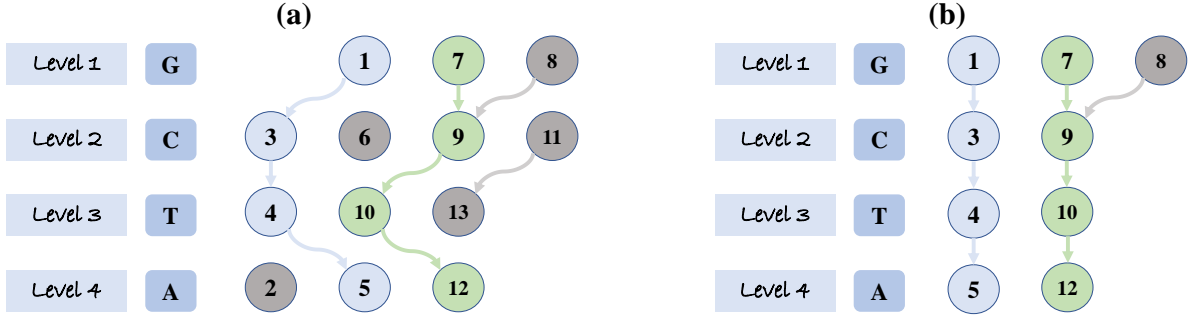 (a)
Level 1 G 1 7 8
Level 2 C 3 6 9 11
Level 3 T 4 10 13
Level 4 A 2 5 12
(b)
Level 1 G 1 7 8
Level 2 C 3 9
Level 3 T 4 10
Level 4 A 5 12